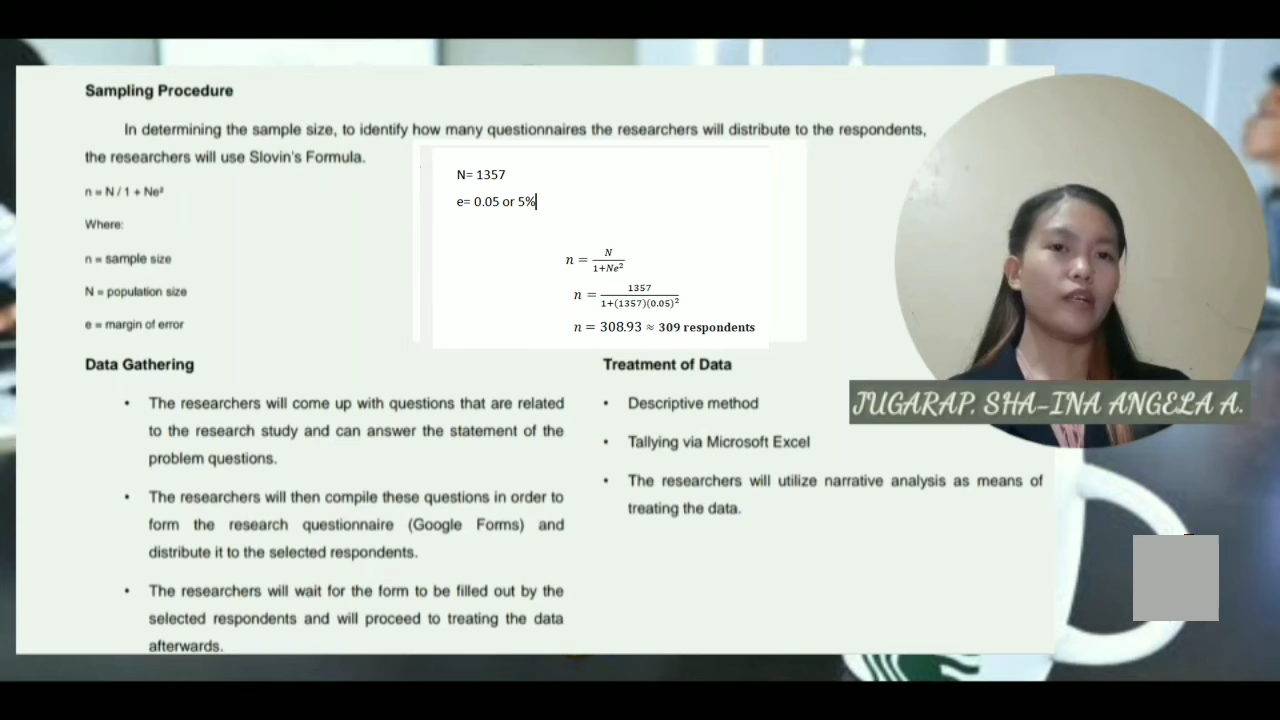 Sampling Procedure
In determining the sample size, to identify how many questionnaires the researchers will distribute to the respondents,
the researchers will use Slovin's Formula.
n = N / 1 + Ne²
Where:
n = sample size
N = population size
e = margin of error
N= 1357
e= 0.05 or 5%
n = N / 1+Ne²
n = 1357 / 1+(1357)(0.05)²
n = 308.93 ≈ 309 respondents
Data Gathering
• The researchers will come up with questions that are related
to the research study and can answer the statement of the
problem questions.
• The researchers will then compile these questions in order to
form the research questionnaire (Google Forms) and
distribute it to the selected respondents.
• The researchers will wait for the form to be filled out by the
selected respondents and will proceed to treating the data
afterwards.
Treatment of Data
• Descriptive method
• Tallying via Microsoft Excel
• The researchers will utilize narrative analysis as means of
treating the data.
JUGARAP, SHA-INA ANGELA A.